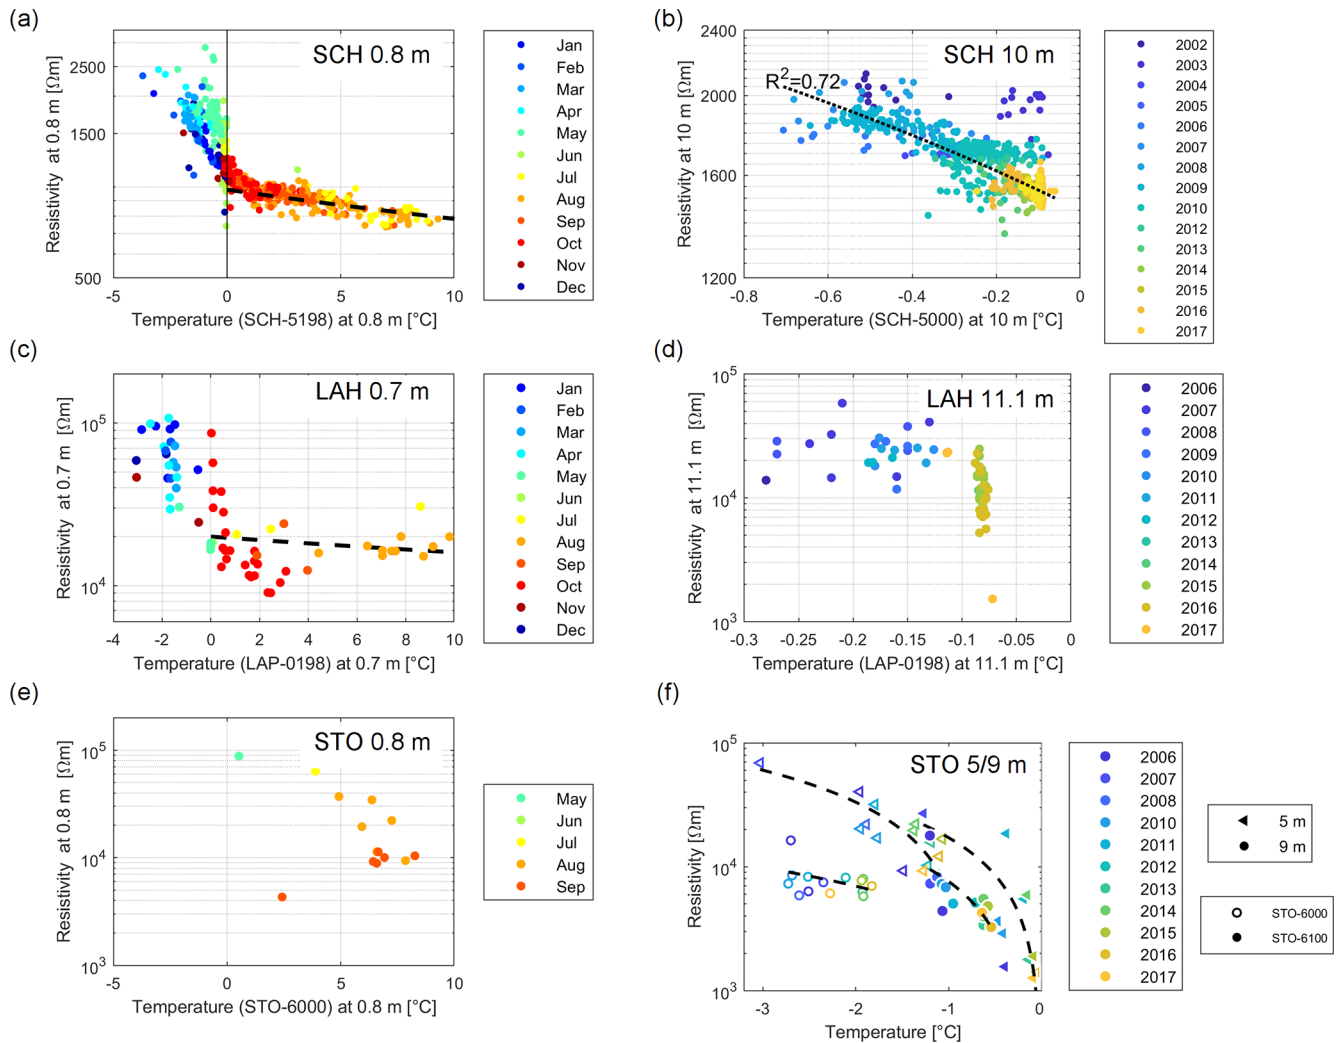 (a)
SCH 0.8 m
Resistivity at 0.8 m [Ωm]
2500
1500
500
-5
0
5
10
Temperature (SCH-5198) at 0.8 m [°C]
Jan
Feb
Mar
Apr
May
Jun
Jul
Aug
Sep
Oct
Nov
Dec
(b)
SCH 10 m
R²=0.72
Resistivity at 10 m [Ωm]
2400
2000
1600
1200
-0.8
-0.6
-0.4
-0.2
0
Temperature (SCH-5000) at 10 m [°C]
2002
2003
2004
2005
2006
2007
2008
2009
2010
2012
2013
2014
2015
2016
2017
(c)
LAH 0.7 m
Resistivity at 0.7 m [Ωm]
10⁵
10⁴
-4
-2
0
2
4
6
8
10
Temperature (LAP-0198) at 0.7 m [°C]
Jan
Feb
Mar
Apr
May
Jun
Jul
Aug
Sep
Oct
Nov
Dec
(d)
LAH 11.1 m
Resistivity at 11.1 m [Ωm]
10⁵
10⁴
10³
-0.3
-0.25
-0.2
-0.15
-0.1
-0.05
0
Temperature (LAP-0198) at 11.1 m [°C]
2006
2007
2008
2009
2010
2011
2012
2013
2014
2015
2016
2017
(e)
STO 0.8 m
Resistivity at 0.8 m [Ωm]
10⁵
10⁴
10³
-5
0
5
10
Temperature (STO-6000) at 0.8 m [°C]
May
Jun
Jul
Aug
Sep
(f)
STO 5/9 m
Resistivity [Ωm]
10⁵
10⁴
10³
-3
-2
-1
0
Temperature [°C]
2006
2007
2008
2010
2011
2012
2013
2014
2015
2016
2017
5 m
9 m
STO-6000
STO-6100